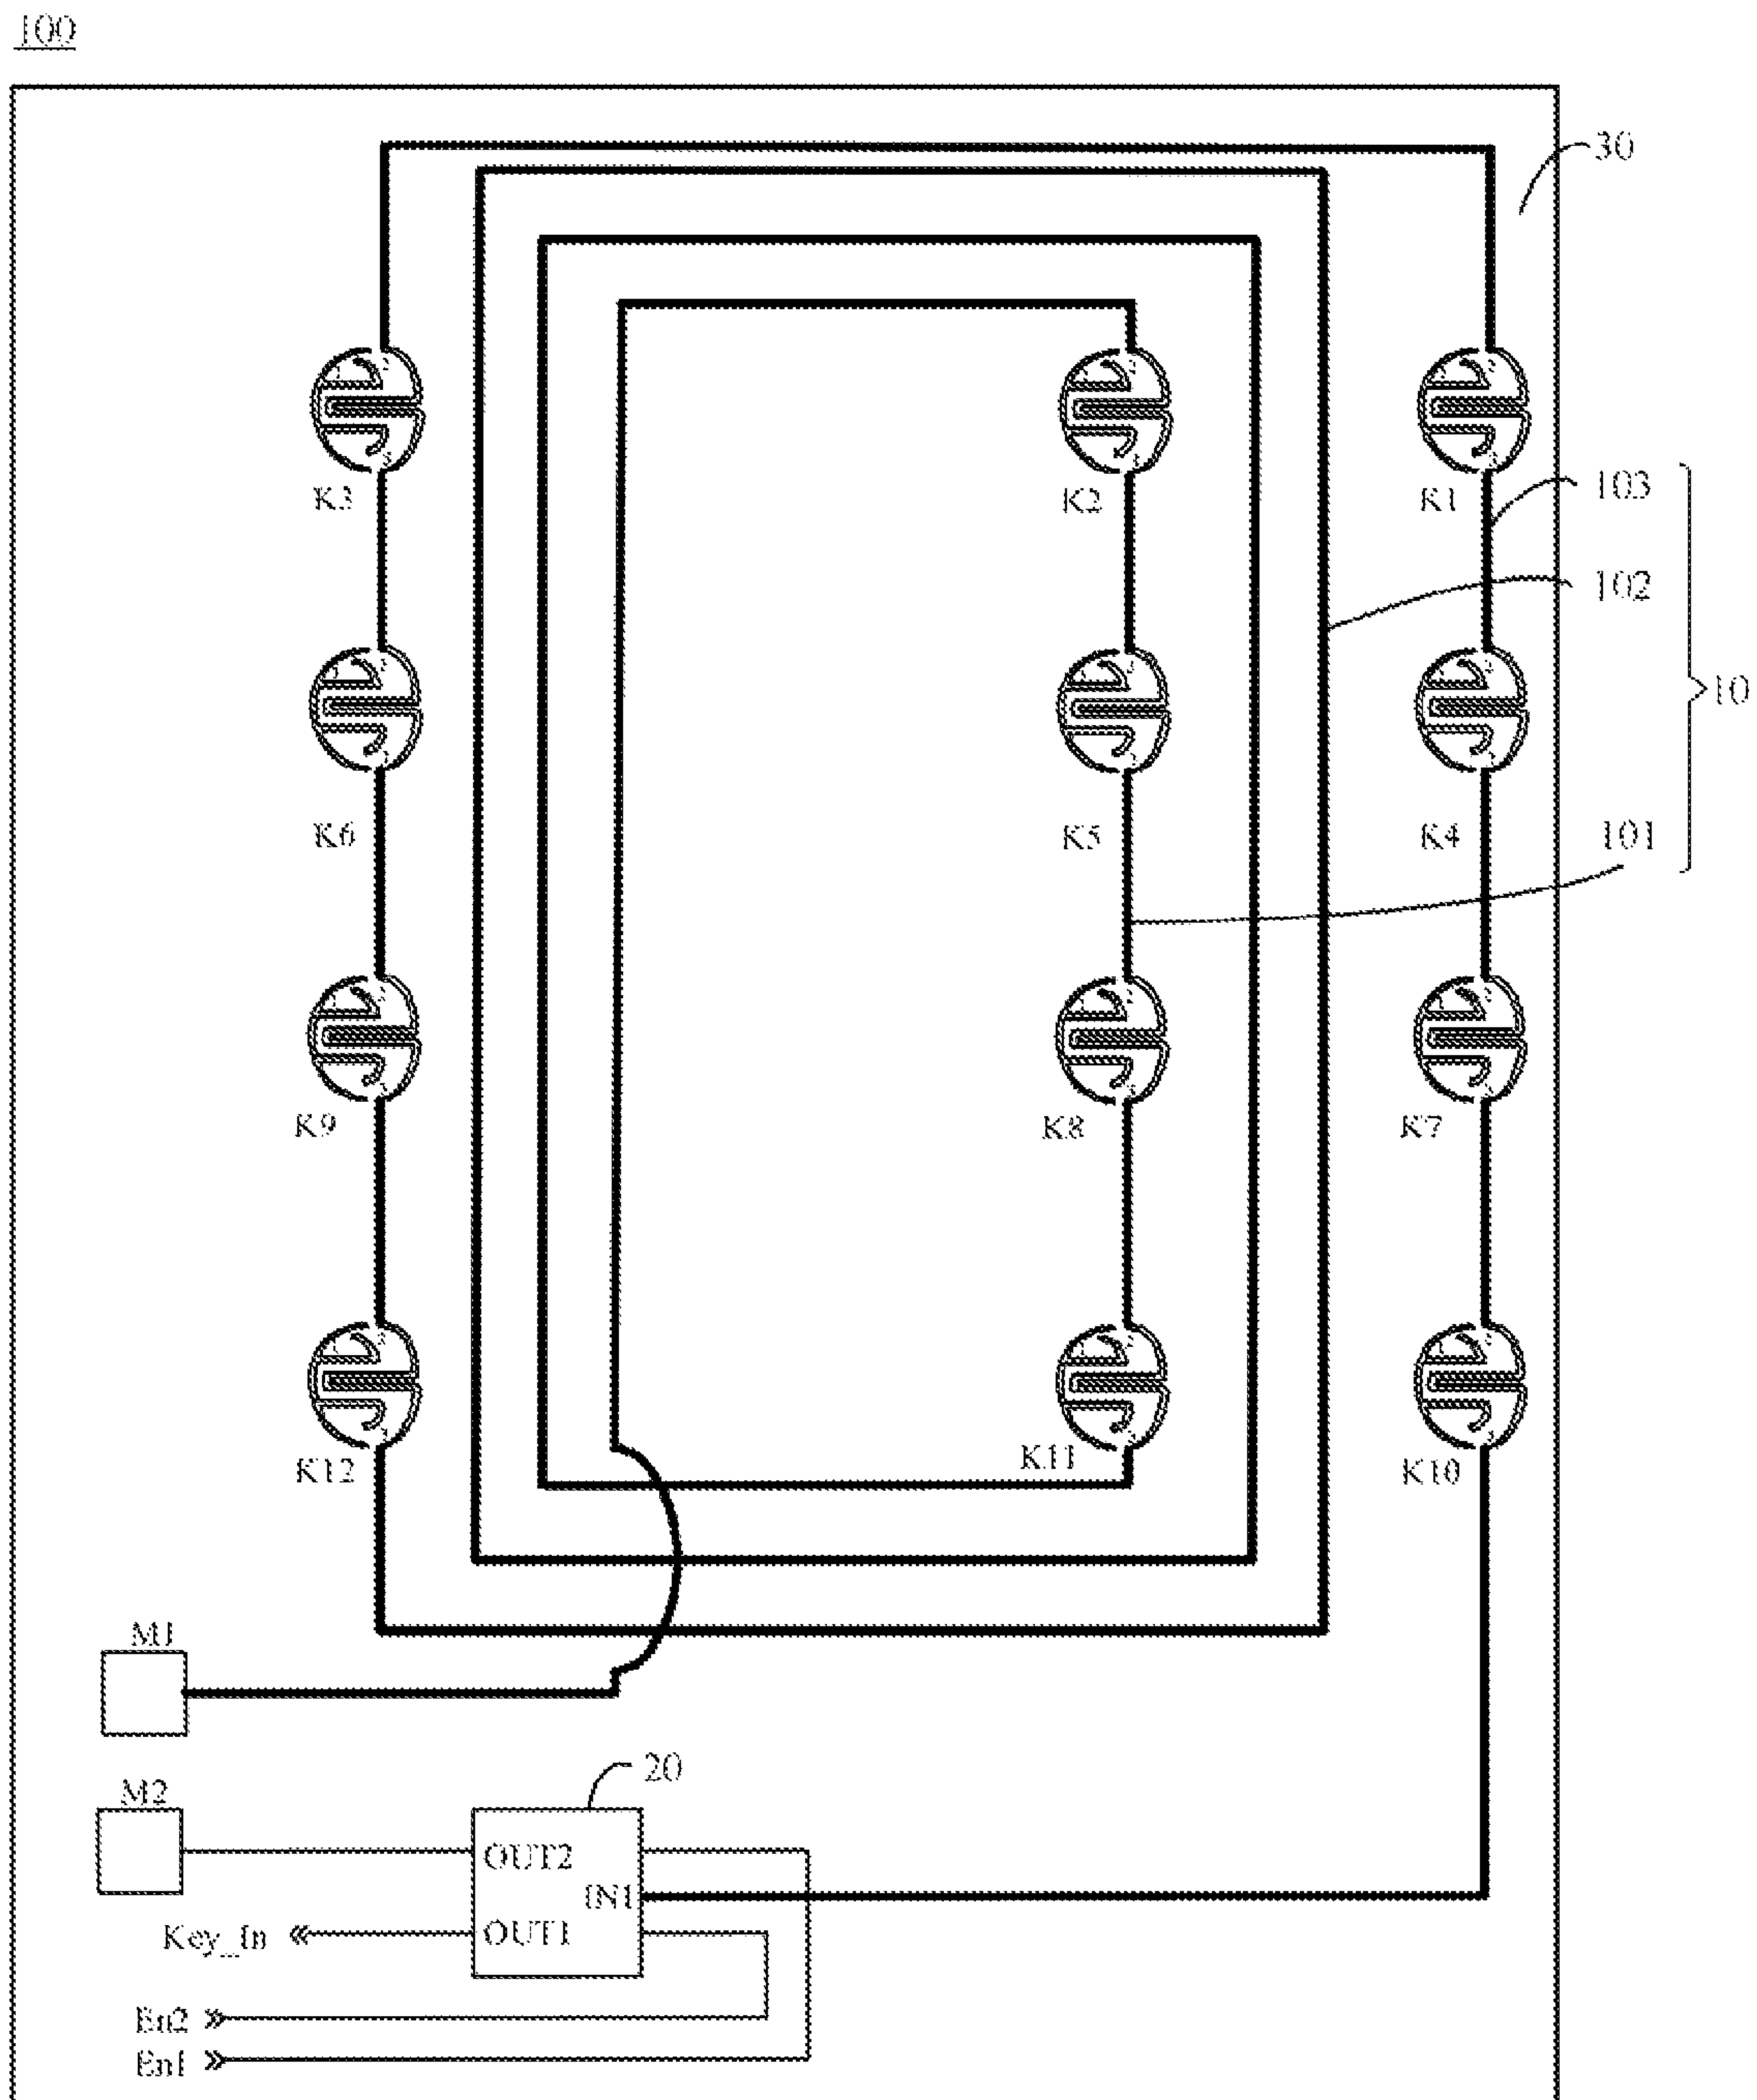 100
30
K3 K2 K1
103
102
10
K6 K5 K4 101
K9 K8 K7
K12 K11 K10
M1
M2 20
OUT2
IN1
Key_In OUT1
En2
En1